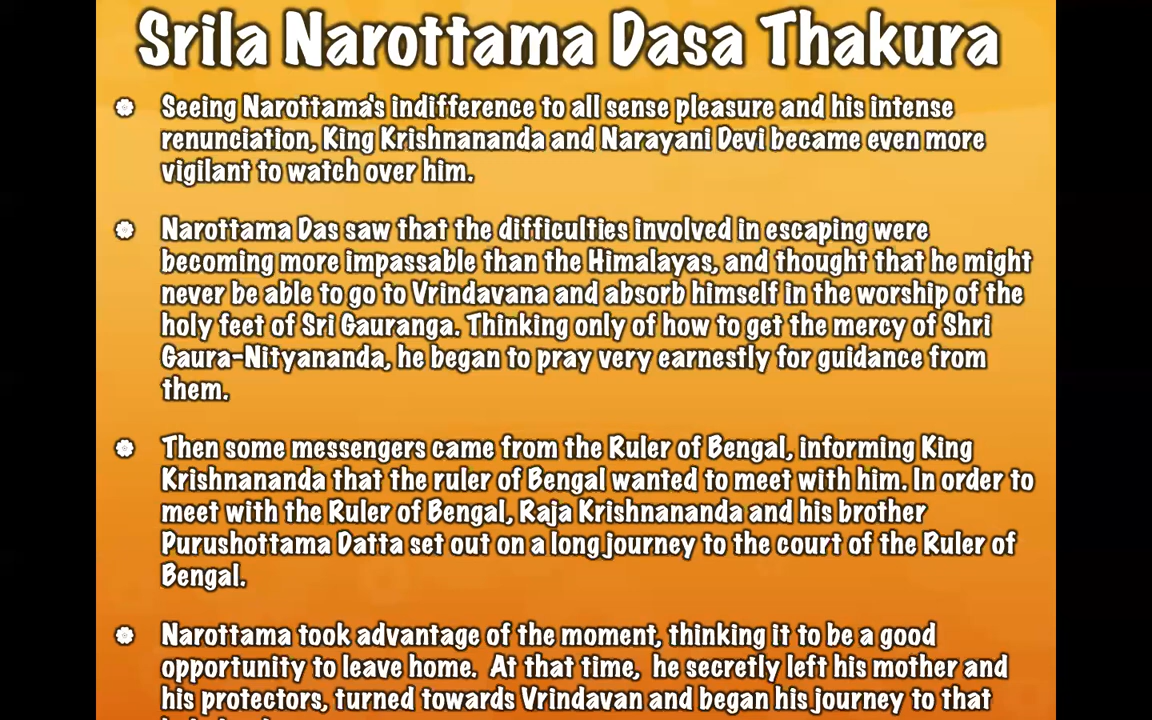 Srila Narottama Dasa Thakura
Seeing Narottama's indifference to all sense pleasure and his intense
renunciation, King Krishnananda and Narayani Devi became even more
vigilant to watch over him.
Narottama Das saw that the difficulties involved in escaping were
becoming more impassable than the Himalayas, and thought that he might
never be able to go to Vrindavana and absorb himself in the worship of the
holy feet of Sri Gauranga. Thinking only of how to get the mercy of Shri
Gaura-Nityananda, he began to pray very earnestly for guidance from
them.
Then some messengers came from the Ruler of Bengal, informing King
Krishnananda that the ruler of Bengal wanted to meet with him. In order to
meet with the Ruler of Bengal, Raja Krishnananda and his brother
Purushottama Datta set out on a long journey to the court of the Ruler of
Bengal.
Narottama took advantage of the moment, thinking it to be a good
opportunity to leave home. At that time, he secretly left his mother and
his protectors, turned towards Vrindavan and began his journey to that